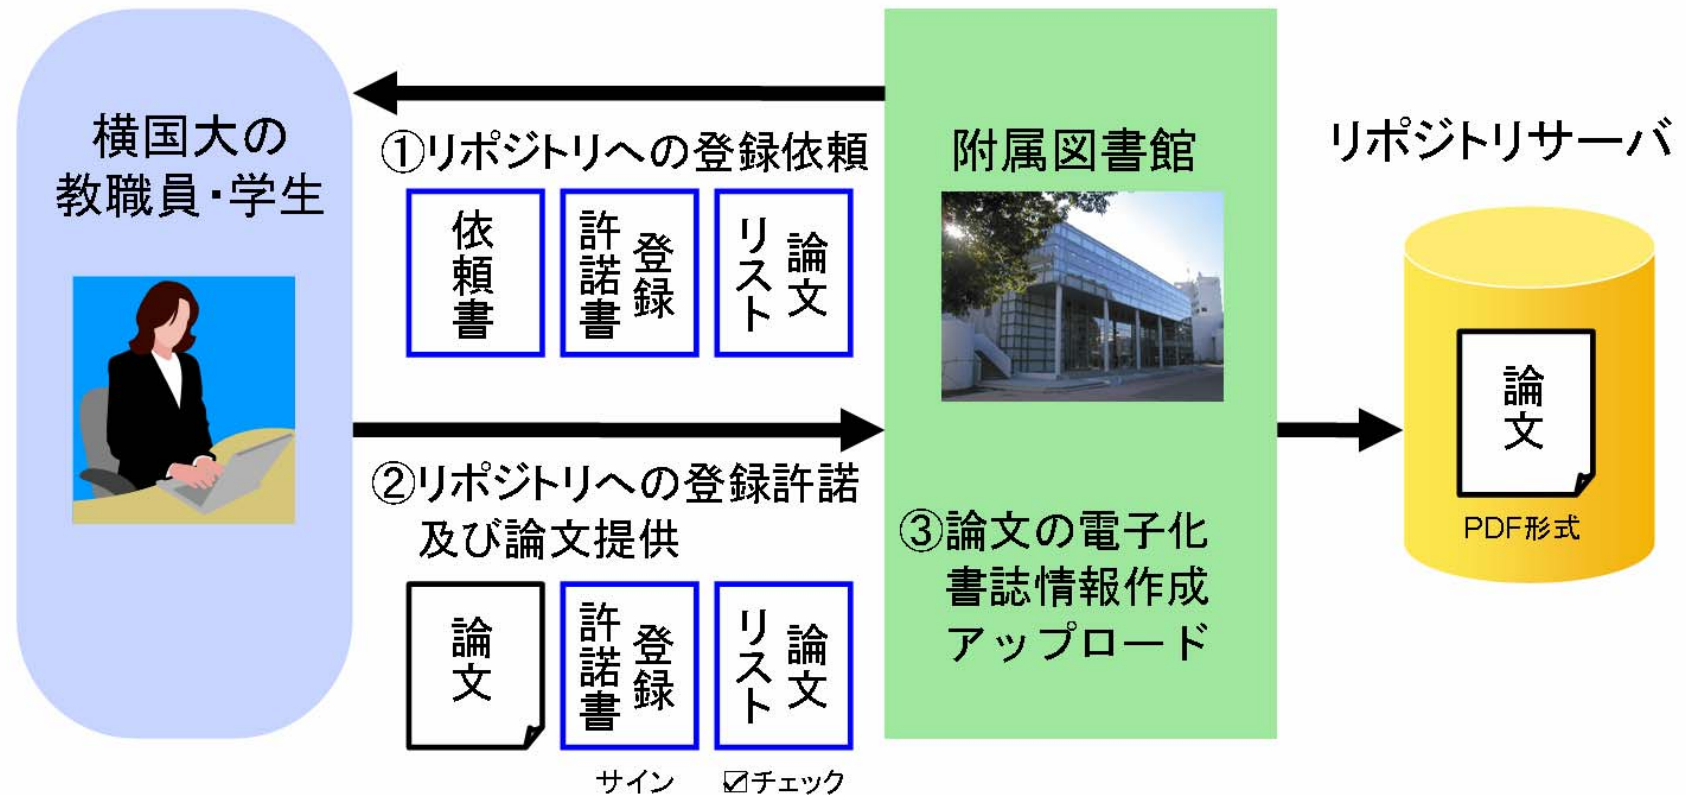 横国大の
教職員・学生
①リポジトリへの登録依頼
依頼書
登録
許諾書
論文
リスト
②リポジトリへの登録許諾
及び論文提供
論文
登録
許諾書
サイン
論文
リスト
☑チェック
附属図書館
③論文の電子化
書誌情報作成
アップロード
リポジトリサーバ
論文
PDF形式